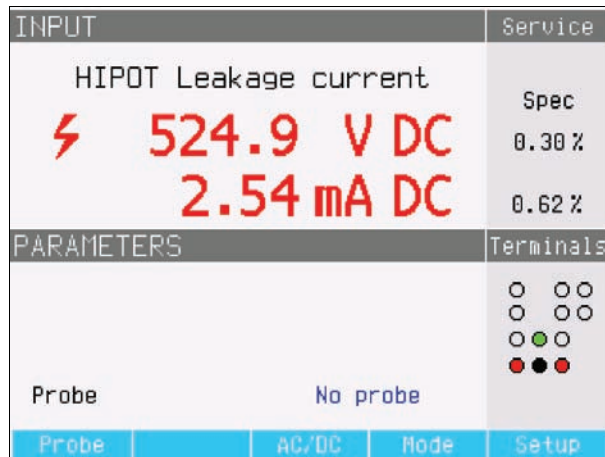 INPUT
Service
HIPOT Leakage current
524.9 V DC
2.54 mA DC
Spec
0.30 %
0.62 %
PARAMETERS
Terminals
Probe
No probe
Probe
AC/DC
Mode
Setup